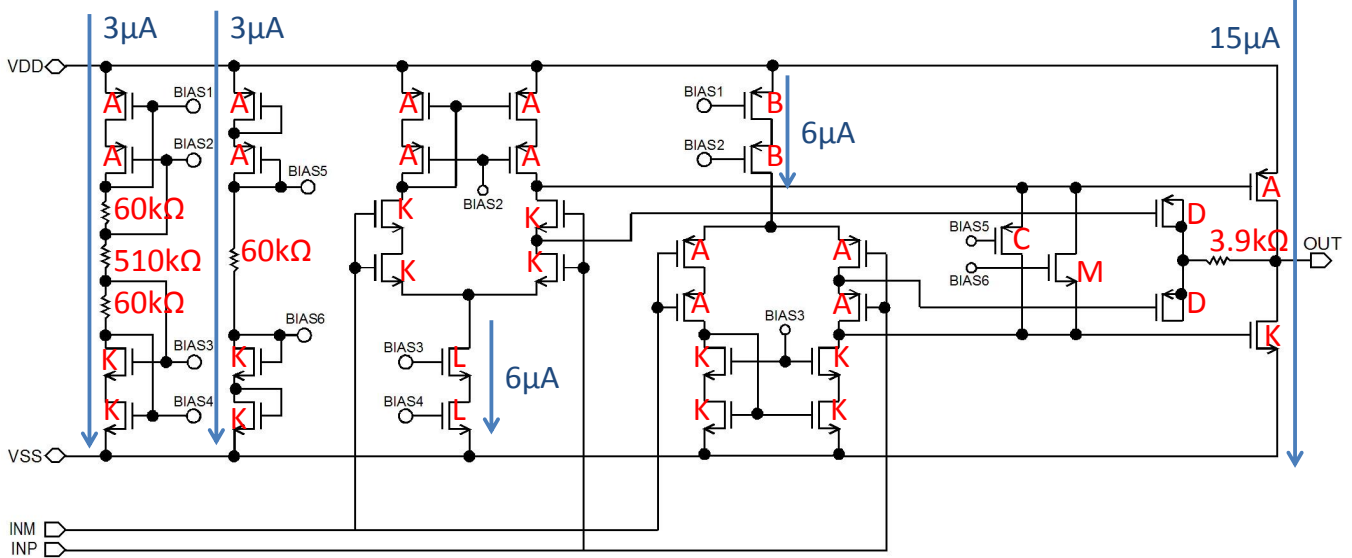 3μA
3μA
15μA
VDD
BIAS1
A
A
A
A
BIAS1
B
6μA
BIAS2
A
A
BIAS5
A
A
BIAS2
BIAS2
B
A
60kΩ
510kΩ
60kΩ
60kΩ
K
K
K
K
BIAS5
C
BIAS6
M
D
3.9kΩ
OUT
D
A
A
A
A
BIAS3
BIAS6
BIAS3
K
K
BIAS3
L
6μA
K
K
K
BIAS4
K
K
BIAS4
L
K
K
VSS
INM
INP